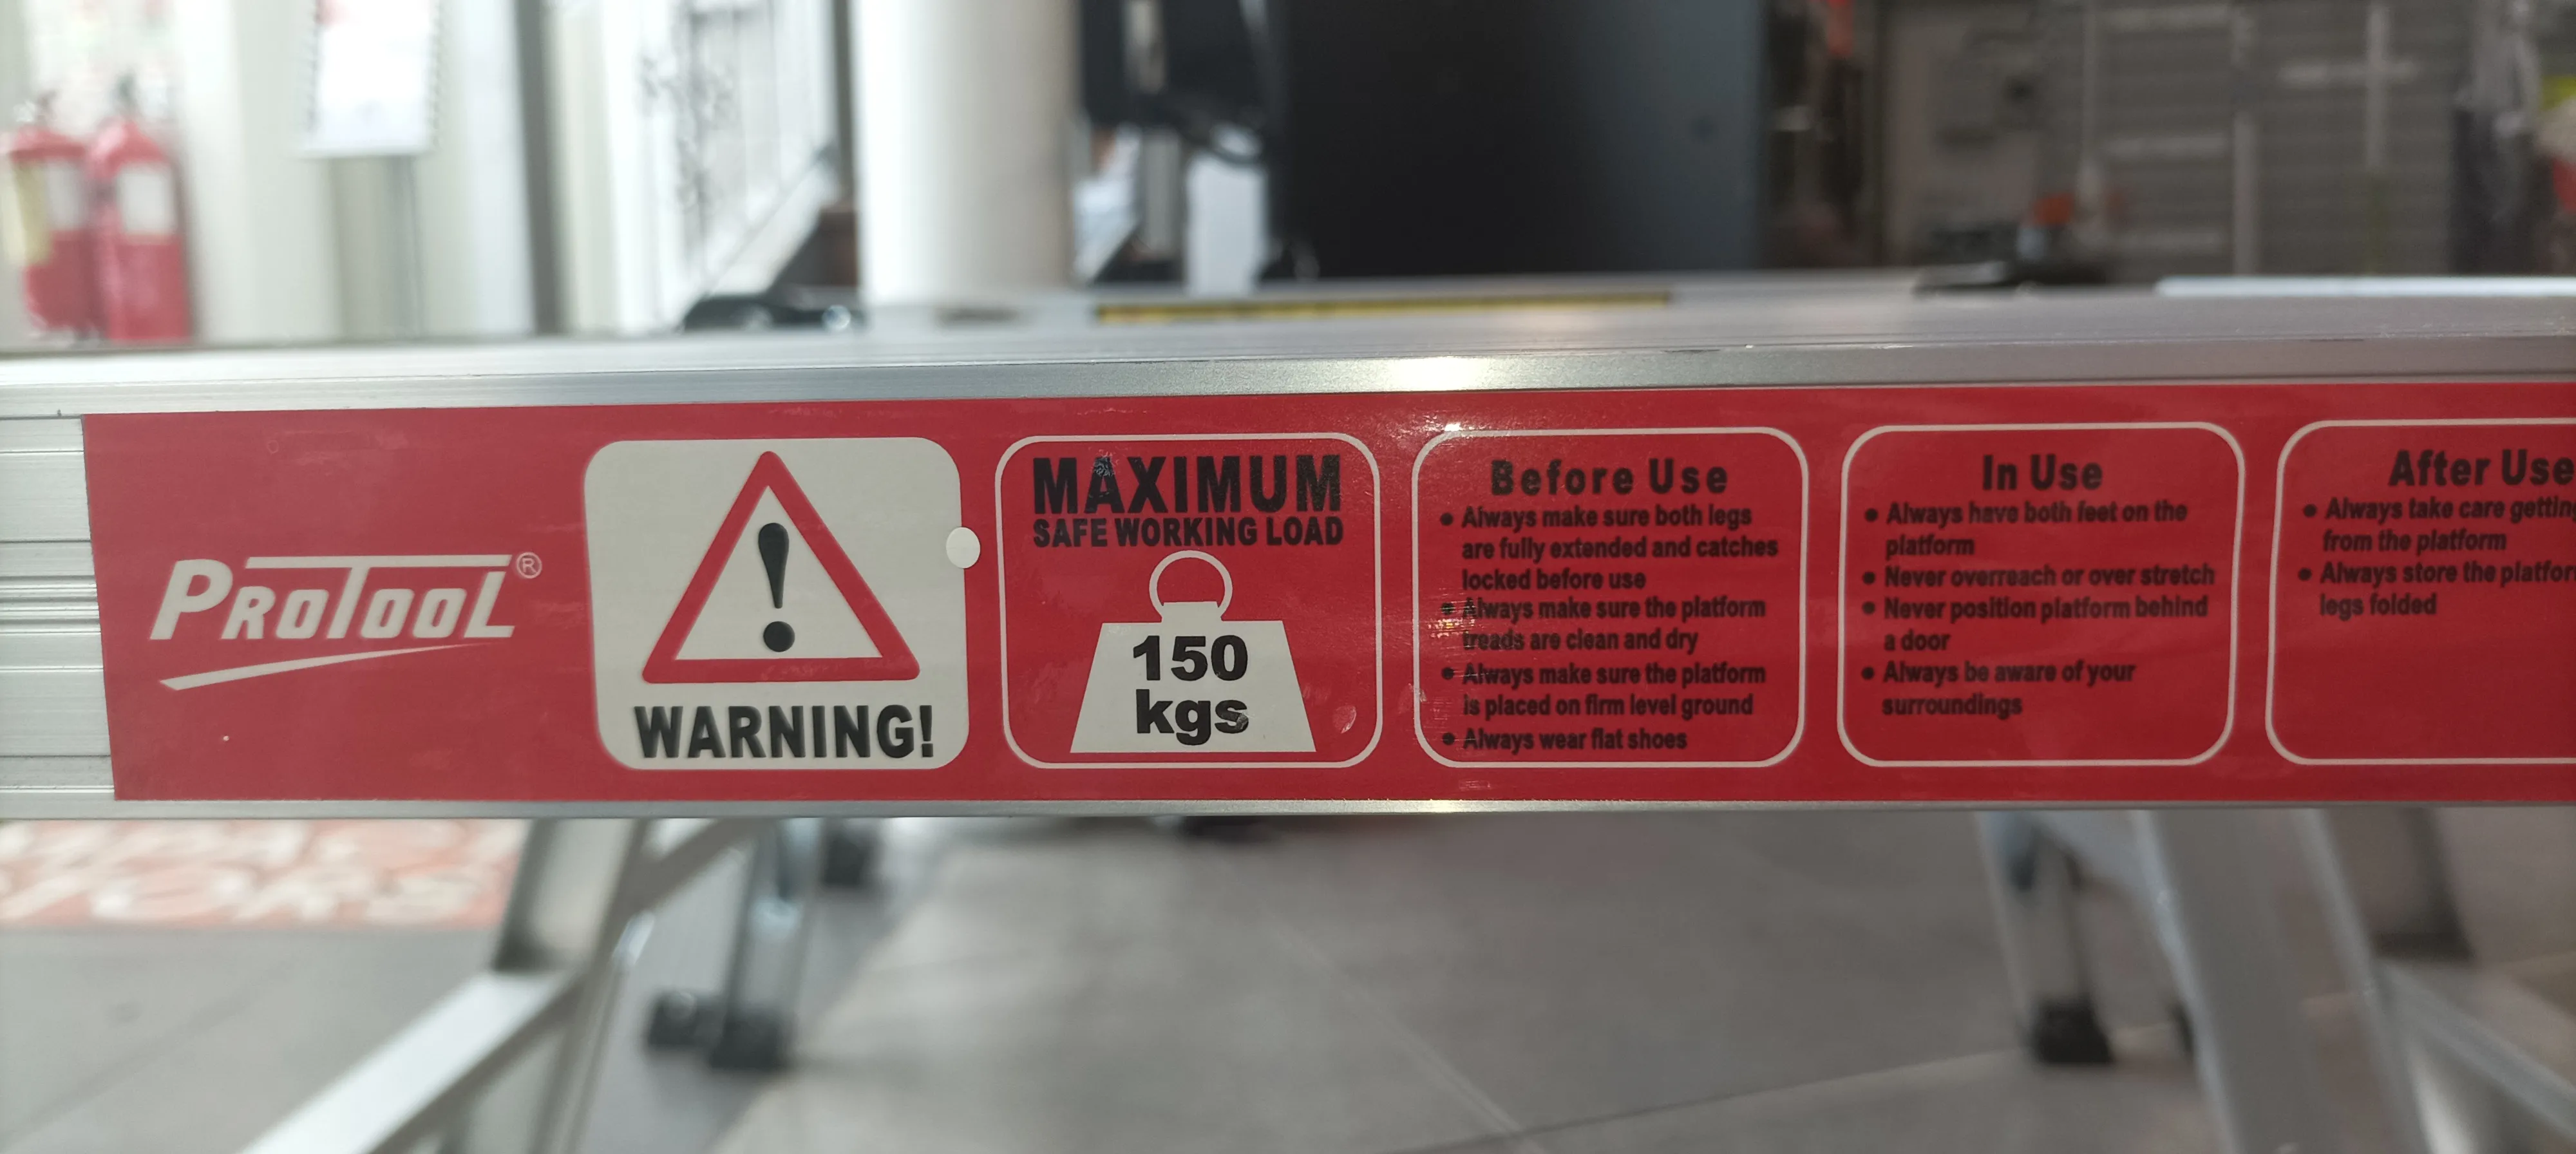 PROTOOL®
WARNING!
MAXIMUM
SAFE WORKING LOAD
150
kgs
Before Use
• Always make sure both legs
are fully extended and catches
locked before use
• Always make sure the platform
treads are clean and dry
• Always make sure the platform
is placed on firm level ground
• Always wear flat shoes
In Use
• Always have both feet on the
platform
• Never overreach or over stretch
• Never position platform behind
a door
• Always be aware of your
surroundings
After Use
• Always take care
from the platform
• Always store the
legs folded